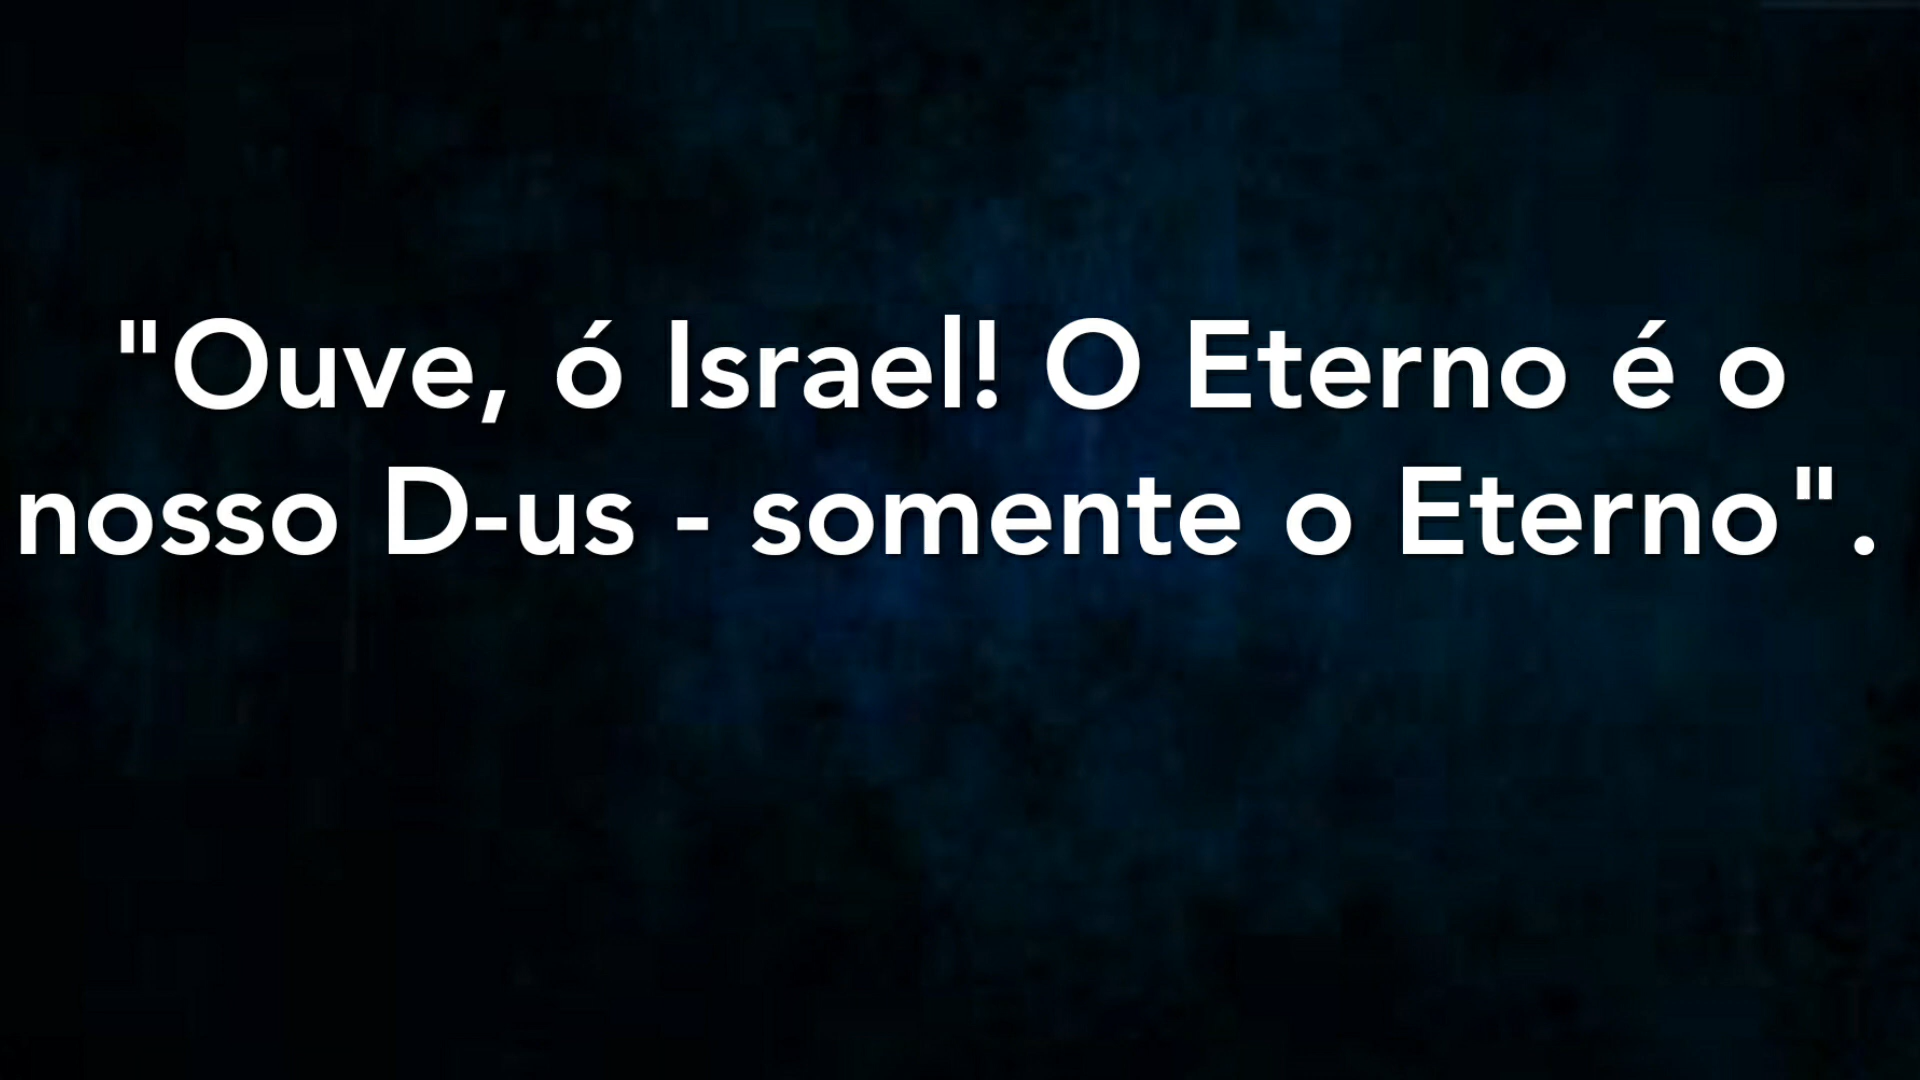 "Ouve, ó Israel! O Eterno é o
nosso D-us - somente o Eterno".